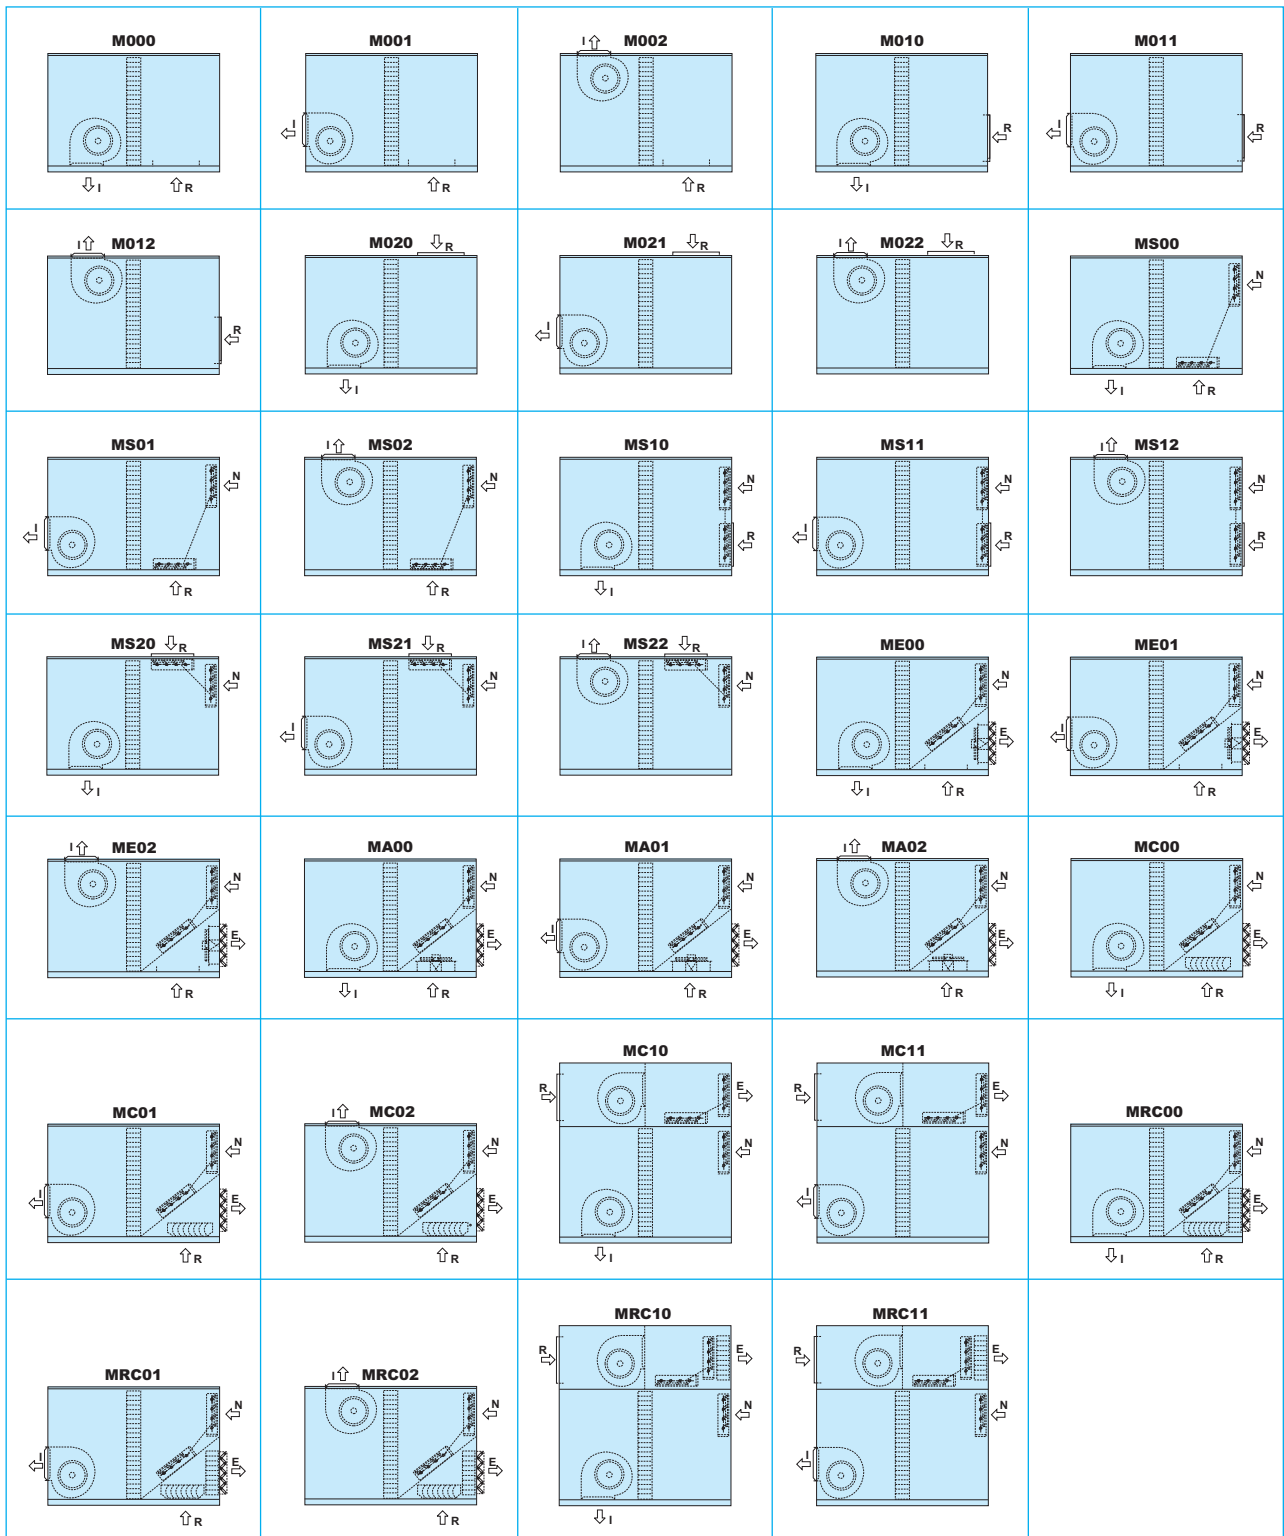 M000 M001 M002 M010 M011
I R
I R
I R
I R
I R
M012 M020 M021 M022 MS00
I R
I R
I R
I R
N I R
MS01 MS02 MS10 MS11 MS12
N I R
I N R
N R I
N I R
I N R
MS20 MS21 MS22 ME00 ME01
R N I
R N I
I R N
N E I R
N E I R
ME02 MA00 MA01 MA02 MC00
I N E R
N E I R
N E I R
I N E R
N E I R
MC01 MC02 MC10 MC11 MRC00
N I E R
I N E R
R E N I
R E N I
N E I R
MRC01 MRC02 MRC10 MRC11
N I E R
I N E R
R E N I
R E N I